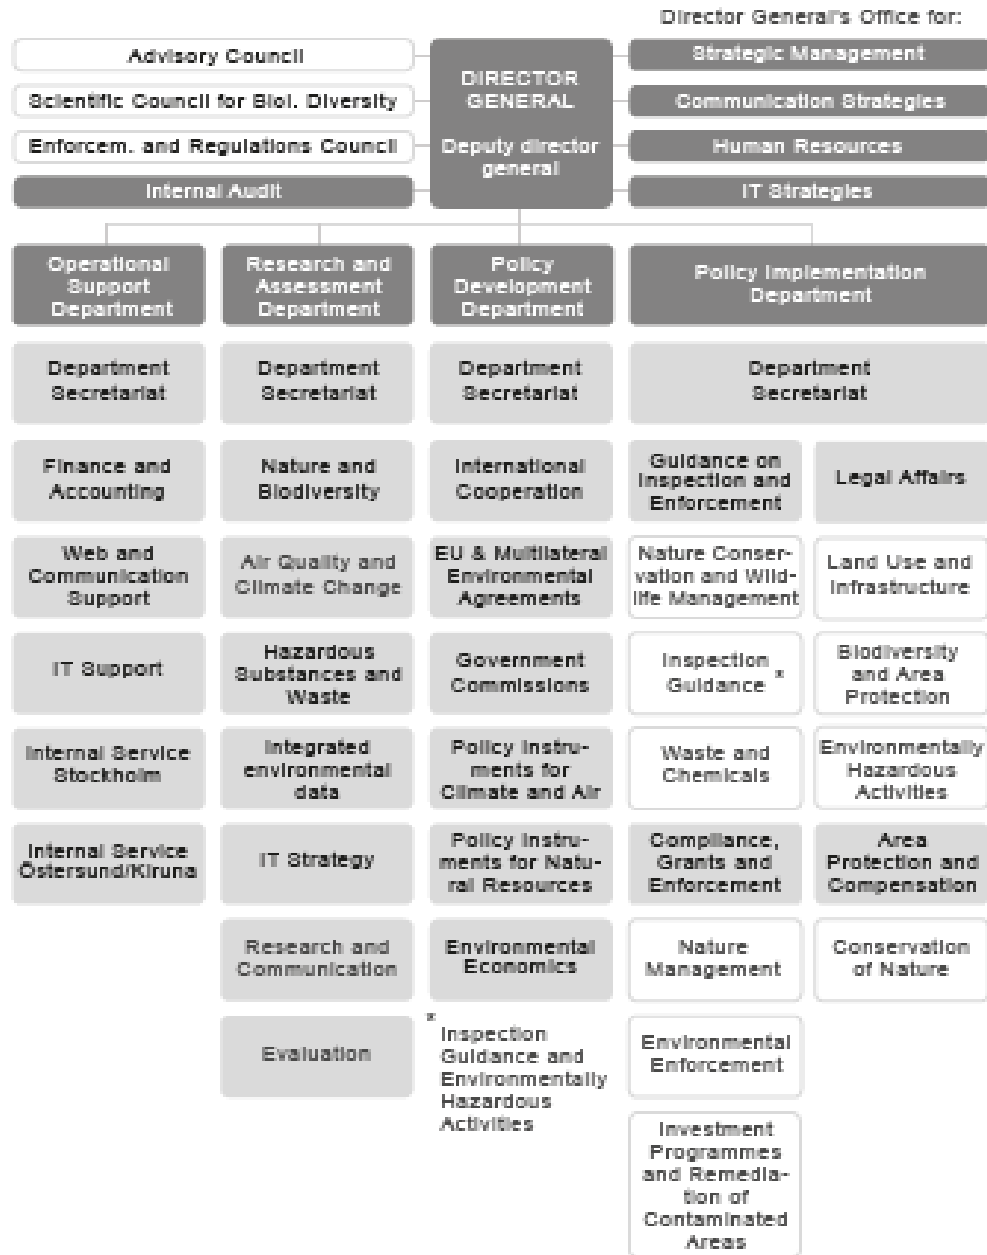 Director General's Office for:
Advisory Council
Scientific Council for Biol. Diversity
Enforcem. and Regulations Council
Internal Audit
DIRECTOR
GENERAL
Deputy director
general
Strategic Management
Communication Strategies
Human Resources
IT Strategies
Operational
Support
Department
Research and
Assessment
Department
Policy
Development
Department
Policy Implementation
Department
Department
Secretariat
Department
Secretariat
Department
Secretariat
Department
Secretariat
Finance and
Accounting
Nature and
Biodiversity
International
Cooperation
Guidance on
Inspection and
Enforcement
Legal Affairs
Web and
Communication
Support
Air Quality and
Climate Change
EU & Multilateral
Environmental
Agreements
Nature Conser-
vation and Wild-
life Management
Land Use and
Infrastructure
IT Support
Hazardous
Substances and
Waste
Government
Commissions
Inspection
Guidance *
Biodiversity
and Area
Protection
Internal Service
Stockholm
Integrated
environmental
data
Policy Instru-
ments for
Climate and Air
Waste and
Chemicals
Environmentally
Hazardous
Activities
Internal Service
Östersund/Kiruna
IT Strategy
Policy Instru-
ments for Natu-
ral Resources
Compliance,
Grants and
Enforcement
Area
Protection and
Compensation
Research and
Communication
Environmental
Economics
Nature
Management
Conservation
of Nature
Evaluation
*
Inspection
Guidance and
Environmentally
Hazardous
Activities
Environmental
Enforcement
Investment
Programmes
and Remedia-
tion of
Contaminated
Areas